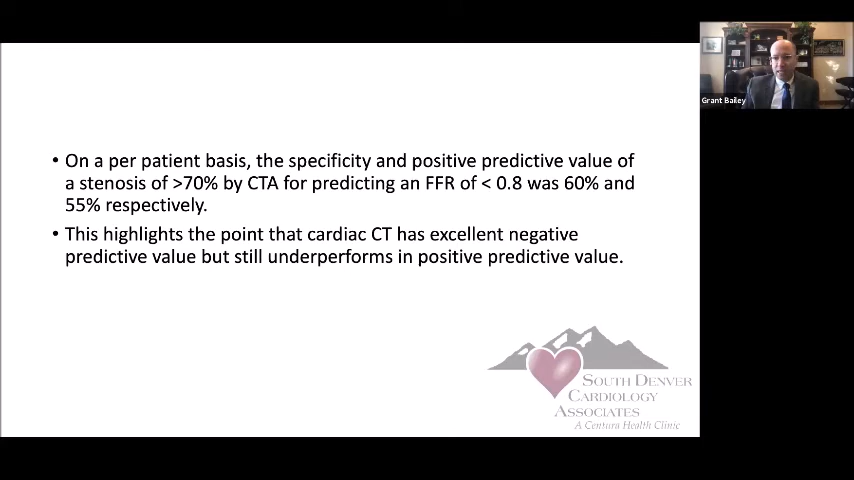 • On a per patient basis, the specificity and positive predictive value of
a stenosis of >70% by CTA for predicting an FFR of < 0.8 was 60% and
55% respectively.
• This highlights the point that cardiac CT has excellent negative
predictive value but still underperforms in positive predictive value.
South Denver
Cardiology
Associates
A Centura Health Clinic
Grant Bailey